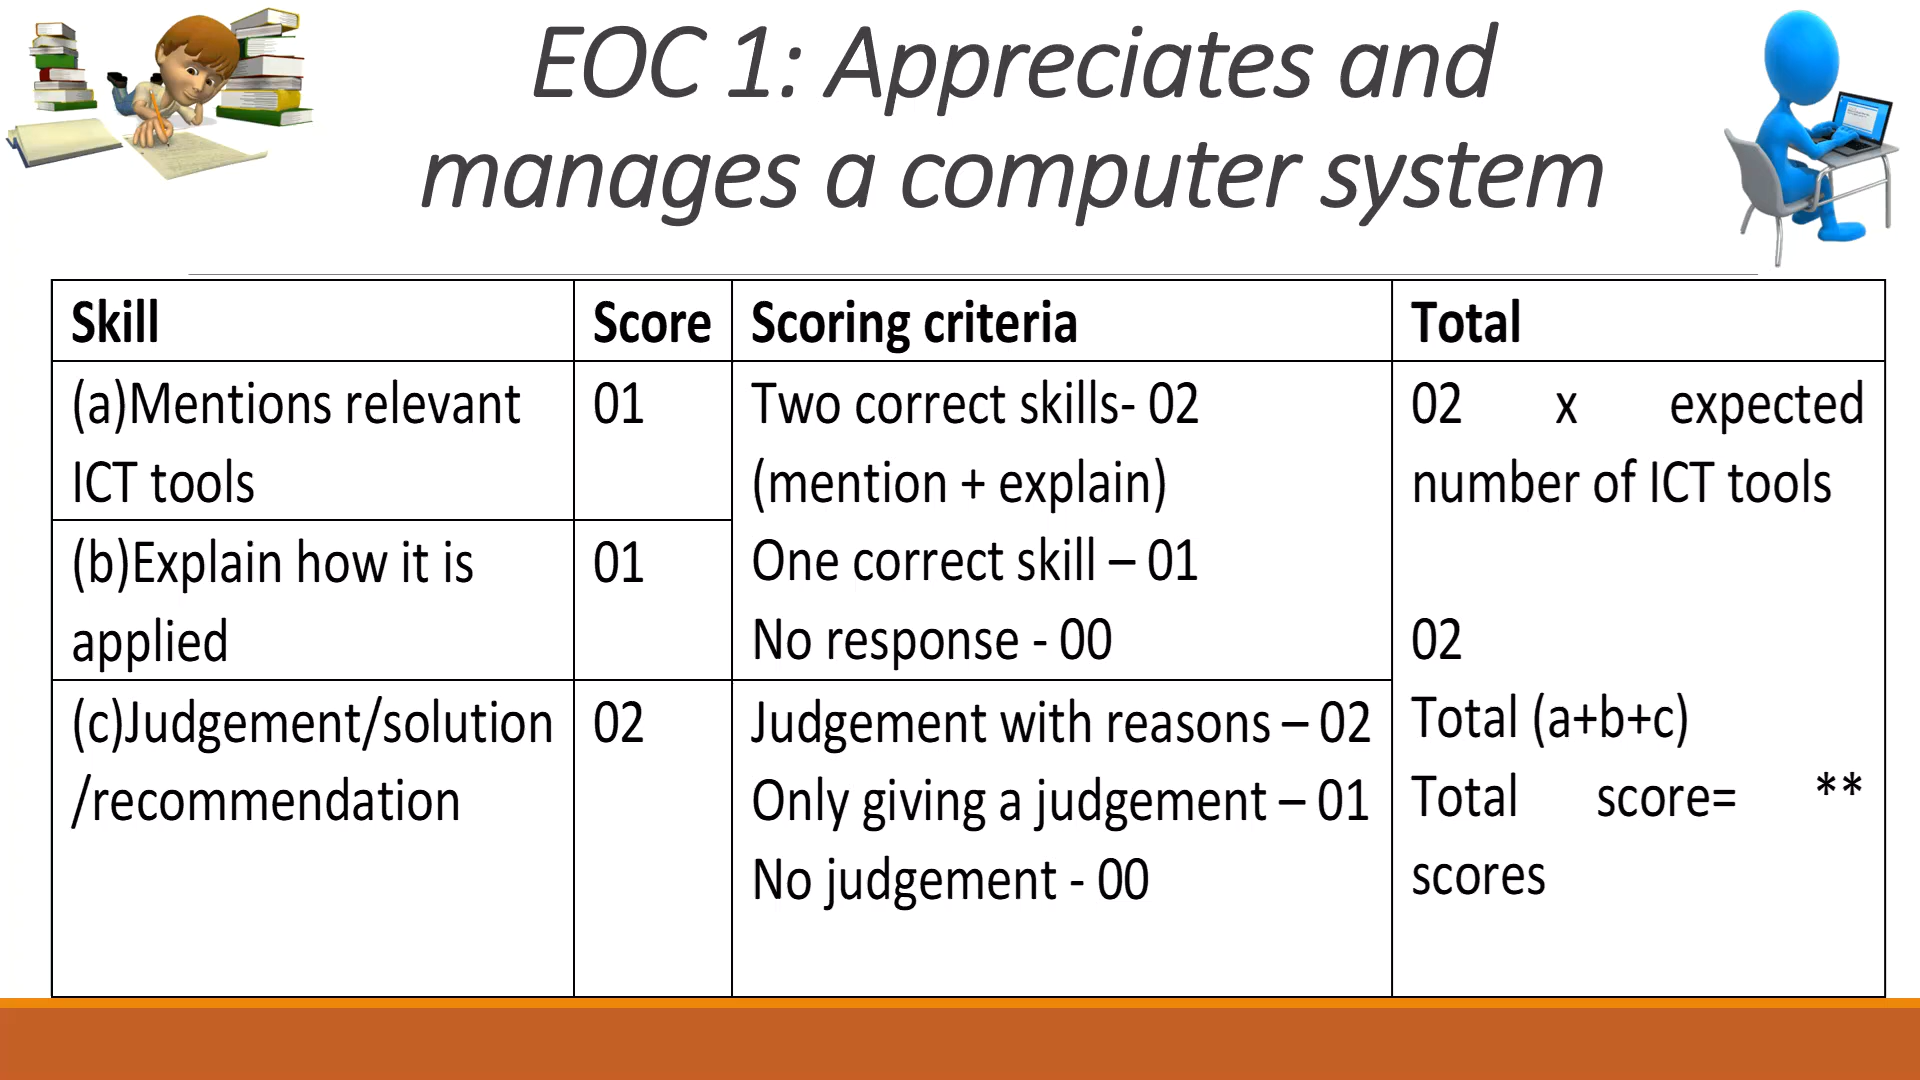 EOC 1: Appreciates and
manages a computer system
Skill
Score
Scoring criteria
Total
(a)Mentions relevant
ICT tools
01
Two correct skills- 02
(mention + explain)
One correct skill – 01
No response - 00
02 x expected
number of ICT tools
02
Total (a+b+c)
Total score= **
scores
(b)Explain how it is
applied
01
(c)Judgement/solution
/recommendation
02
Judgement with reasons – 02
Only giving a judgement – 01
No judgement - 00